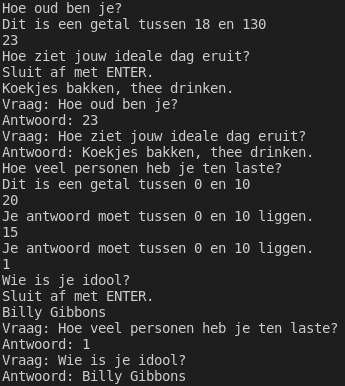 Hoe oud ben je?
Dit is een getal tussen 18 en 130
23
Hoe ziet jouw ideale dag eruit?
Sluit af met ENTER.
Koekjes bakken, thee drinken.
Vraag: Hoe oud ben je?
Antwoord: 23
Vraag: Hoe ziet jouw ideale dag eruit?
Antwoord: Koekjes bakken, thee drinken.
Hoe veel personen heb je ten laste?
Dit is een getal tussen 0 en 10
20
Je antwoord moet tussen 0 en 10 liggen.
15
Je antwoord moet tussen 0 en 10 liggen.
1
Wie is je idool?
Sluit af met ENTER.
Billy Gibbons
Vraag: Hoe veel personen heb je ten laste?
Antwoord: 1
Vraag: Wie is je idool?
Antwoord: Billy Gibbons